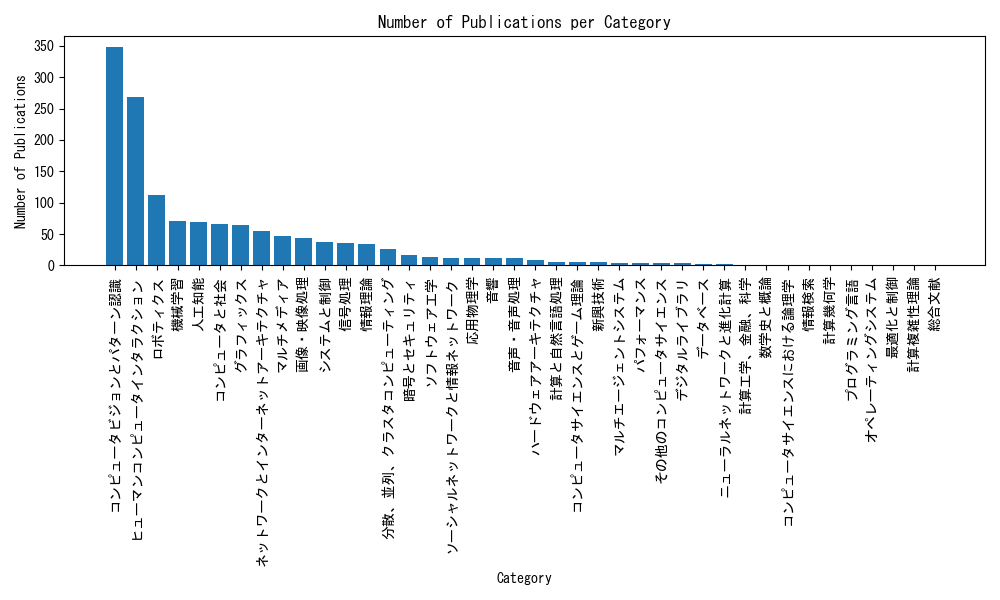 Number of Publications per Category
Number of Publications
350
300
250
200
150
100
50
0
コンピュータビジョンとパターン認識
ヒューマンコンピュータインタラクション
ロボティクス
機械学習
人工知能
コンピュータと社会
グラフィックス
ネットワークとインターネットアーキテクチャ
マルチメディア
画像・映像処理
システムと制御
信号処理
情報理論
分散、並列、クラスタコンピューティング
暗号とセキュリティ
ソフトウェア工学
ソーシャルネットワークと情報ネットワーク
応用物理学
音響
音声・音声処理
ハードウェアアーキテクチャ
計算と自然言語処理
コンピュータサイエンスとゲーム理論
新興技術
マルチエージェントシステム
パフォーマンス
その他のコンピュータサイエンス
デジタルライブラリ
データベース
ニューラルネットワークと進化計算
計算工学、金融、科学
数学史と概論
コンピュータサイエンスにおける論理学
情報検索
計算幾何学
プログラミング言語
オペレーティングシステム
最適化と制御
計算複雑性理論
総合文献
Category